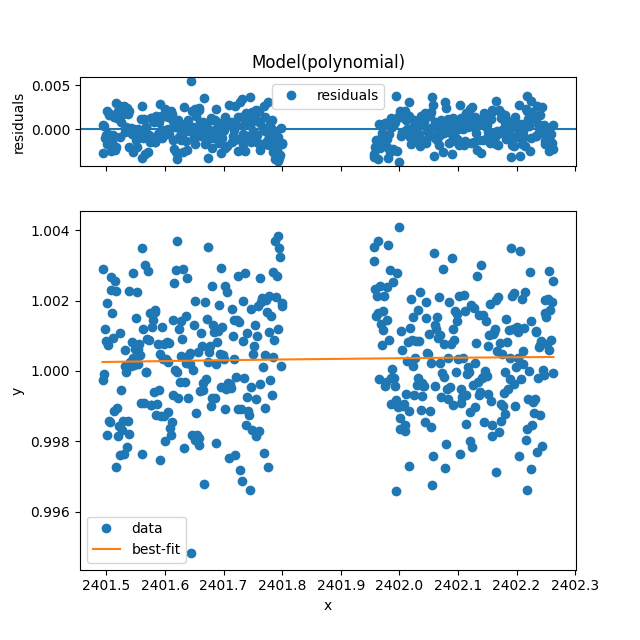 Model(polynomial)
0.005
0.000
residuals
residuals
1.004
1.002
1.000
0.998
0.996
y
data
best-fit
2401.5 2401.6 2401.7 2401.8 2401.9 2402.0 2402.1 2402.2 2402.3
x